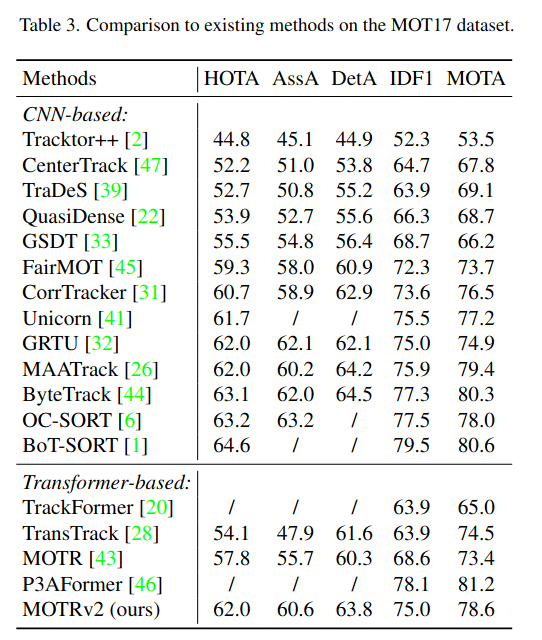 Table 3. Comparison to existing methods on the MOT17 dataset.
Methods HOTA AssA DetA IDF1 MOTA
CNN-based:
Tracktor++ [2] 44.8 45.1 44.9 52.3 53.5
CenterTrack [47] 52.2 51.0 53.8 64.7 67.8
TraDeS [39] 52.7 50.8 55.2 63.9 69.1
QuasiDense [22] 53.9 52.7 55.6 66.3 68.7
GSDT [33] 55.5 54.8 56.4 68.7 66.2
FairMOT [45] 59.3 58.0 60.9 72.3 73.7
CorrTracker [31] 60.7 58.9 62.9 73.6 76.5
Unicorn [41] 61.7 / / 75.5 77.2
GRTU [32] 62.0 62.1 62.1 75.0 74.9
MAATrack [26] 62.0 60.2 64.2 75.9 79.4
ByteTrack [44] 63.1 62.0 64.5 77.3 80.3
OC-SORT [6] 63.2 63.2 / 77.5 78.0
BoT-SORT [1] 64.6 / / 79.5 80.6
Transformer-based:
TrackFormer [20] / / / 63.9 65.0
TransTrack [28] 54.1 47.9 61.6 63.9 74.5
MOTR [43] 57.8 55.7 60.3 68.6 73.4
P3AFormer [46] / / / 78.1 81.2
MOTRv2 (ours) 62.0 60.6 63.8 75.0 78.6